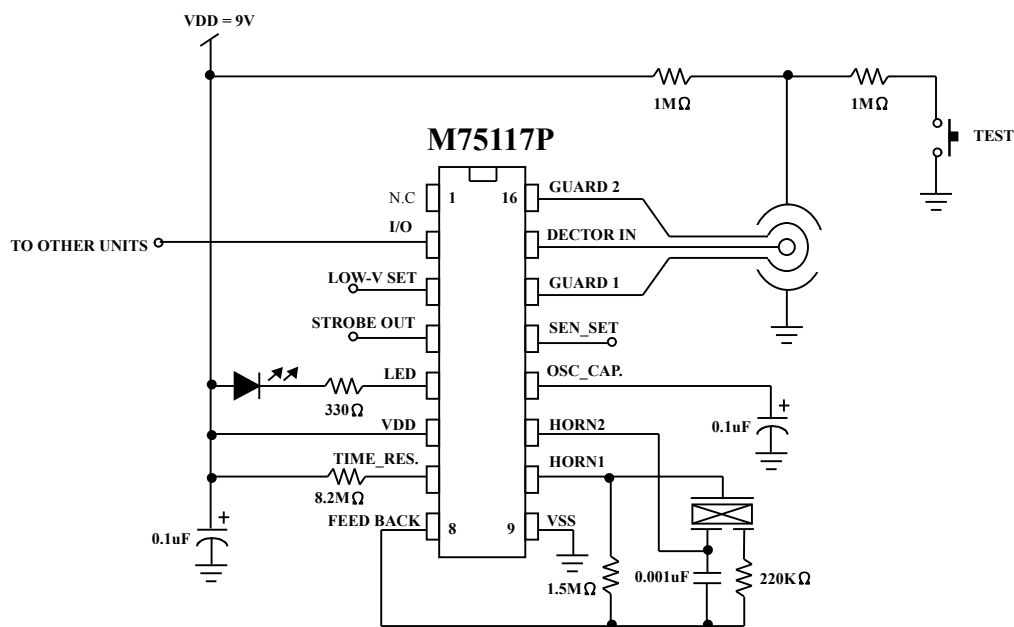 VDD = 9V
1MΩ
1MΩ
TEST
M75117P
N.C
1
16
GUARD 2
I/O
DECTOR IN
TO OTHER UNITS
LOW-V SET
GUARD 1
STROBE OUT
SEN_SET
LED
OSC_CAP.
330Ω
VDD
HORN2
0.1uF
+
TIME_RES.
HORN1
8.2MΩ
FEED BACK
8
9
VSS
+
0.1uF
1.5MΩ
0.001uF
220KΩ